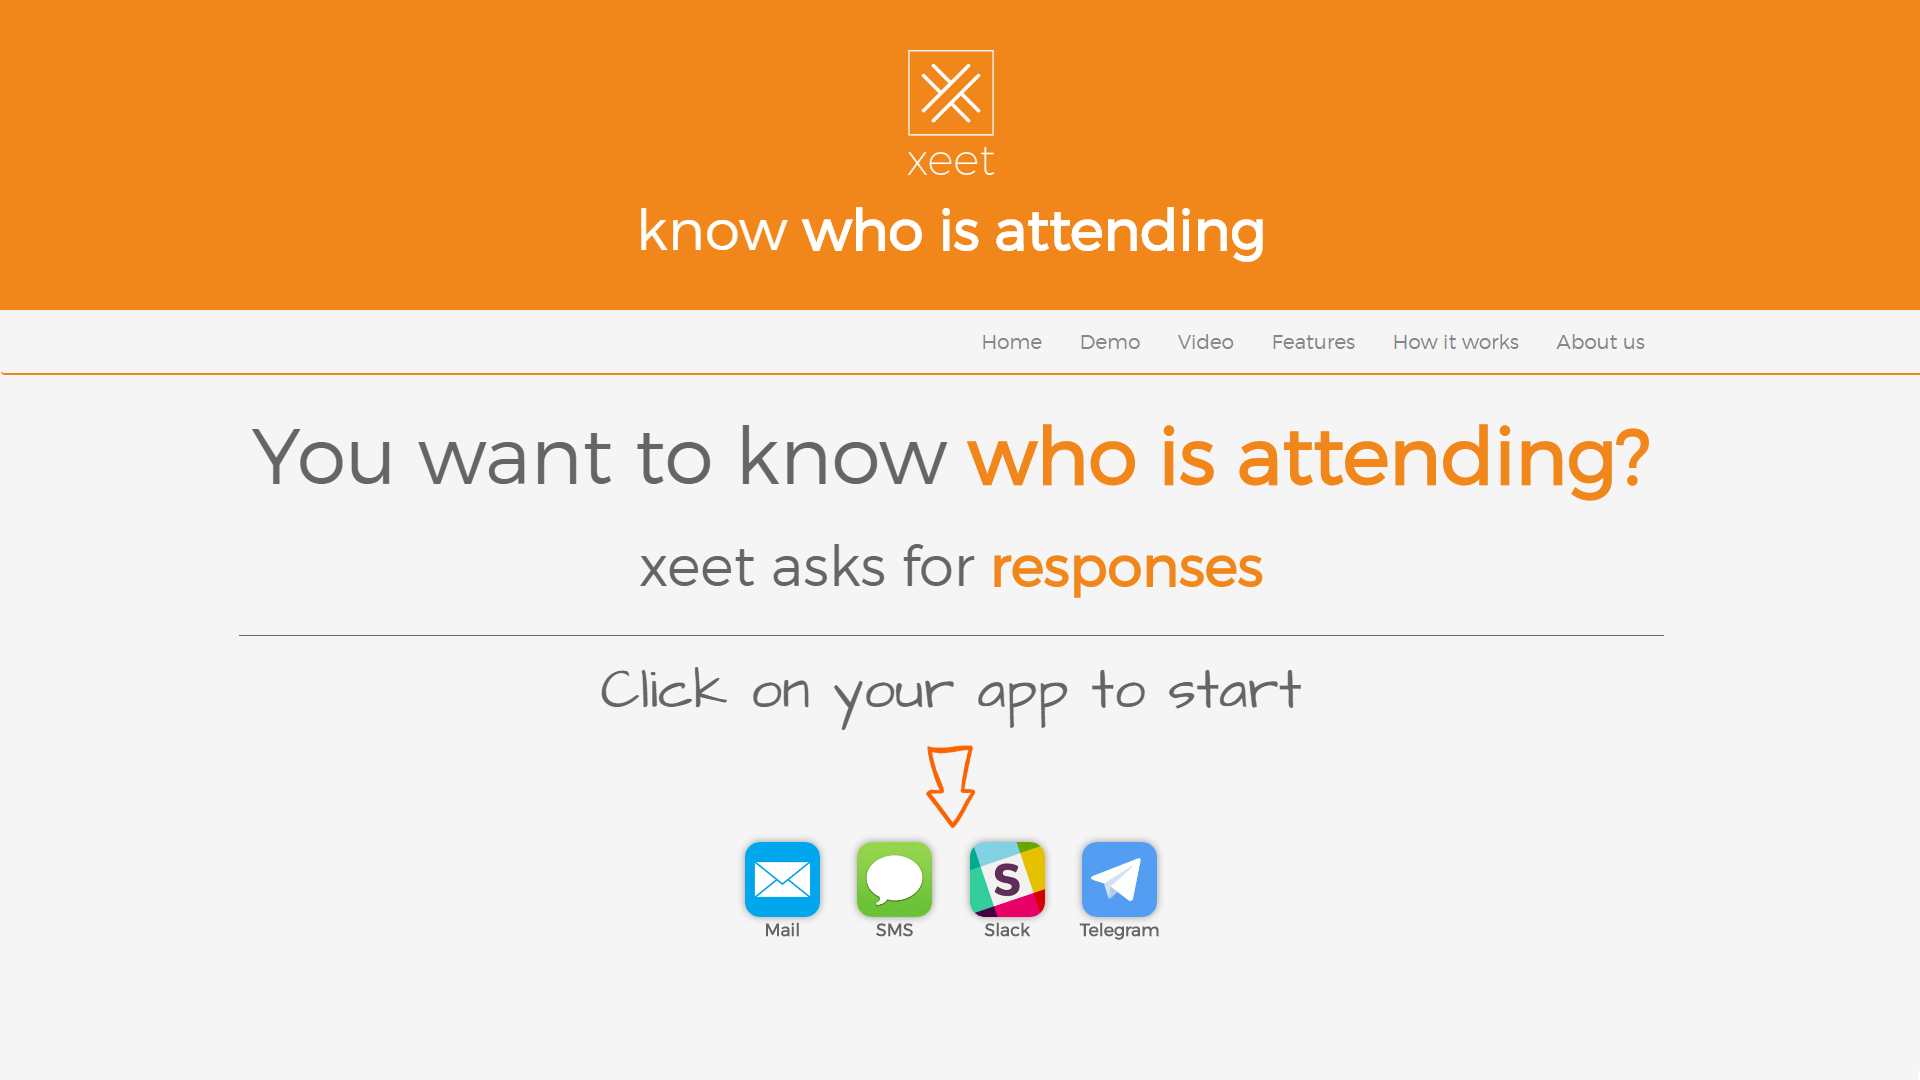 xeet
know who is attending
Home Demo Video Features How it works About us
You want to know who is attending?
xeet asks for responses
Click on your app to start
S
Mail SMS Slack Telegram